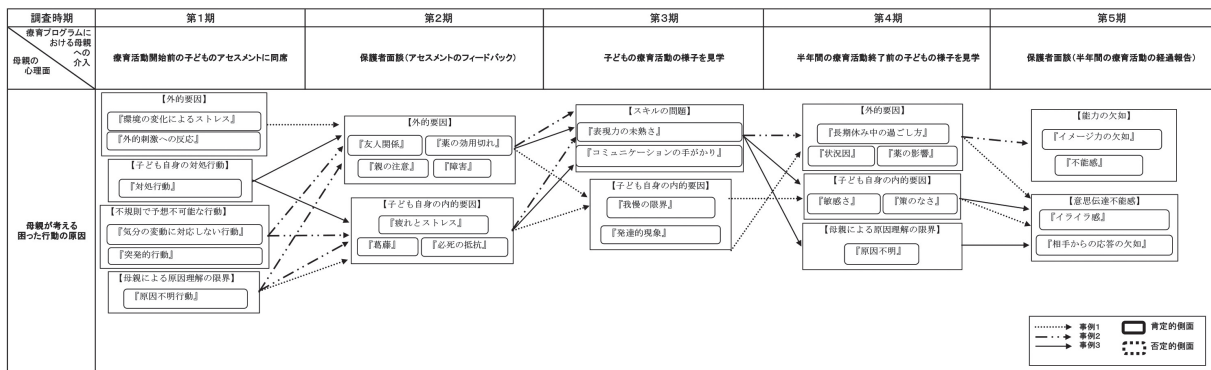 調査時期
第1期
第2期
第3期
第4期
第5期
療育プログラムに
おける母親
への
介入
母親の
心理面
療育活動開始前の子どものアセスメントに同席
保護者面談(アセスメントのフィードバック)
子どもの療育活動の様子を見学
半年間の療育活動終了前の子どもの様子を見学
保護者面談(半年間の療育活動の経過報告)
母親が考える
困った行動の原因
【外的要因】
『環境の変化によるストレス』
『外的刺激への反応』
【子ども自身の対処行動】
『対処行動』
【不規則で予想不可能な行動】
『気分の変動に対応しない行動』
『突発的行動』
【母親による原因理解の限界】
『原因不明行動』
【外的要因】
『友人関係』
『薬の効用切れ』
『親の注意』
『障害』
【子ども自身の内的要因】
『疲れとストレス』
『葛藤』
『必死の抵抗』
【スキルの問題】
『表現力の未熟さ』
『コミュニケーションの手がかり』
【子ども自身の内的要因】
『我慢の限界』
『発達的現象』
【外的要因】
『長期休み中の過ごし方』
『状況因』
『薬の影響』
【子ども自身の内的要因】
『敏感さ』
『策のなさ』
【母親による原因理解の限界】
『原因不明』
【能力の欠如】
『イメージ力の欠如』
『不能感』
【意思伝達不能感】
『イライラ感』
『相手からの応答の欠如』
事例1
事例2
事例3
肯定的側面
否定的側面